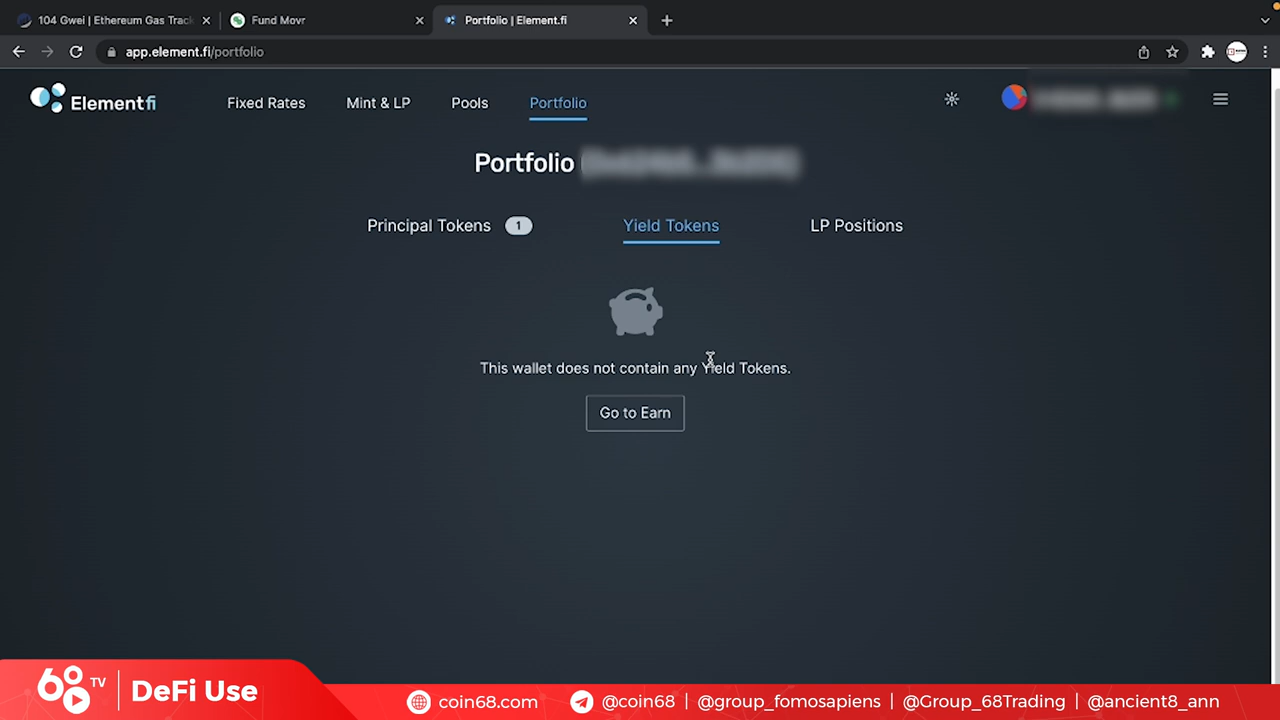 104 Gwei | Ethereum Gas Track
Fund Movr
Portfolio | Element.fi
app.element.fi/portfolio
Elementfi
Fixed Rates
Mint & LP
Pools
Portfolio
Portfolio
Principal Tokens 1
Yield Tokens
LP Positions
This wallet does not contain any Yield Tokens.
Go to Earn
68 TV
DeFi Use
coin68.com
@coin68 | @group_fomosapiens | @Group_68Trading | @ancient8_ann